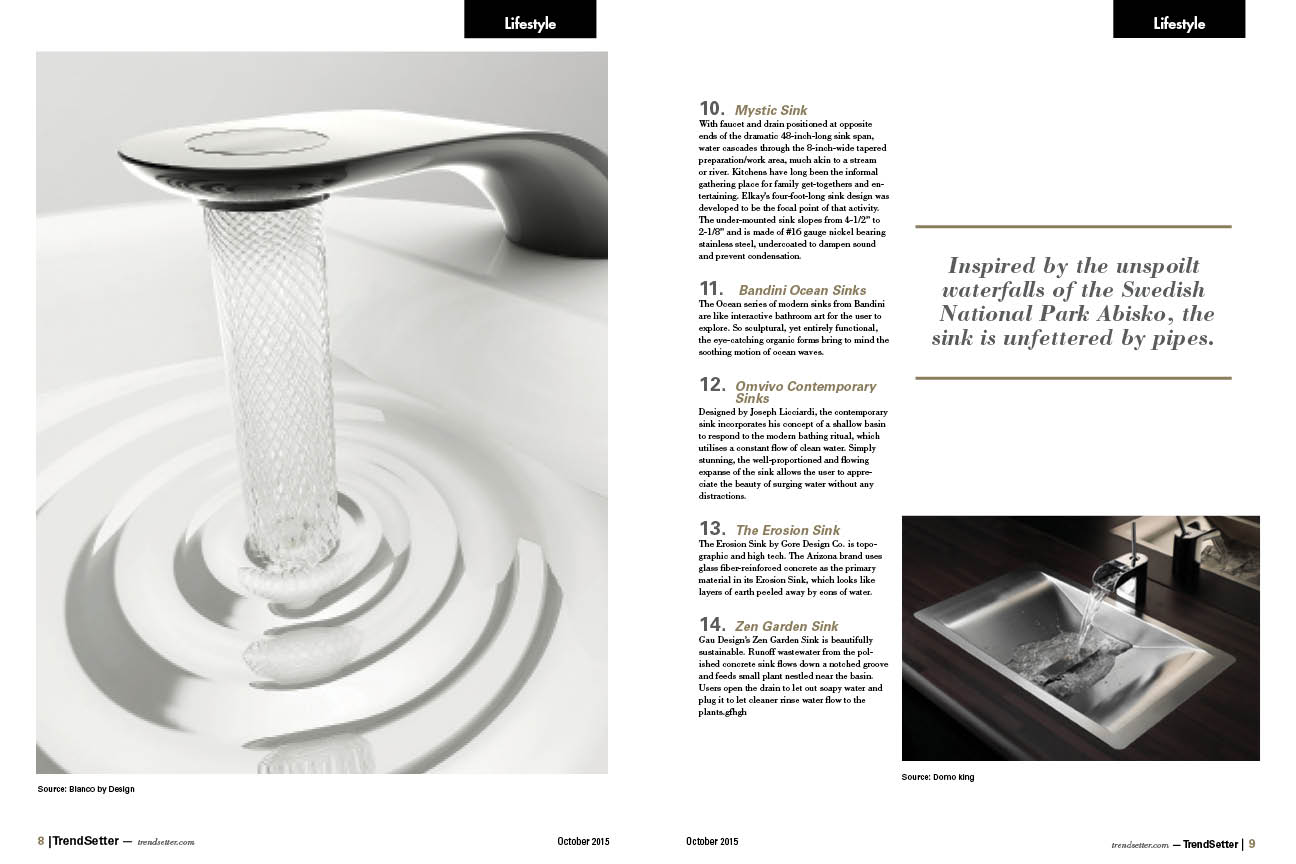 Lifestyle
Source: Bianco by Design
8 |TrendSetter — trendsetter.com
October 2015
Lifestyle
10. Mystic Sink
With faucet and drain positioned at opposite
ends of the dramatic 48-inch-long sink span,
water cascades through the 8-inch-wide tapered
preparation/work area, much akin to a stream
or river. Kitchens have long been the informal
gathering place for family get-togethers and en-
tertaining. Elkay's four-foot-long sink design was
developed to be the focal point of that activity.
The under-mounted sink slopes from 4-1/2" to
2-1/8" and is made of #16 gauge nickel bearing
stainless steel, undercoated to dampen sound
and prevent condensation.
11. Bandini Ocean Sinks
The Ocean series of modern sinks from Bandini
are like interactive bathroom art for the user to
explore. So sculptural, yet entirely functional,
the eye-catching organic forms bring to mind the
soothing motion of ocean waves.
12. Omvivo Contemporary
Sinks
Designed by Joseph Licciardi, the contemporary
sink incorporates his concept of a shallow basin
to respond to the modern bathing ritual, which
utilises a constant flow of clean water. Simply
stunning, the well-proportioned and flowing
expanse of the sink allows the user to appre-
ciate the beauty of surging water without any
distractions.
13. The Erosion Sink
The Erosion Sink by Gore Design Co. is topo-
graphic and high tech. The Arizona brand uses
glass fiber-reinforced concrete as the primary
material in its Erosion Sink, which looks like
layers of earth peeled away by eons of water.
14. Zen Garden Sink
Gau Design's Zen Garden Sink is beautifully
sustainable. Runoff wastewater from the pol-
ished concrete sink flows down a notched groove
and feeds small plant nestled near the basin.
Users open the drain to let out soapy water and
plug it to let cleaner rinse water flow to the
plants.gfhgh
Inspired by the unspoilt
waterfalls of the Swedish
National Park Abisko, the
sink is unfettered by pipes.
Source: Domo king
October 2015
trendsetter.com — TrendSetter | 9